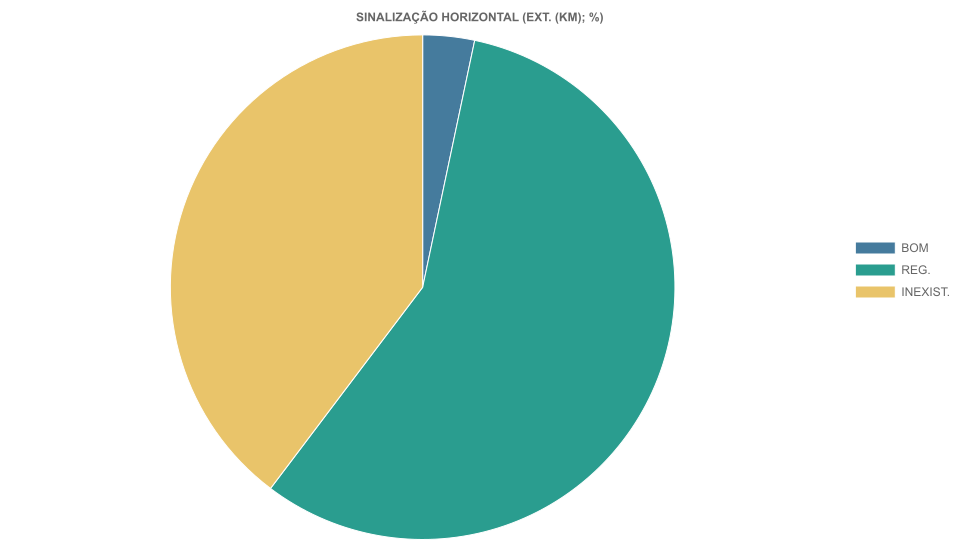 SINALIZAÇÃO HORIZONTAL (EXT. (KM); %)
BOM
REG.
INEXIST.